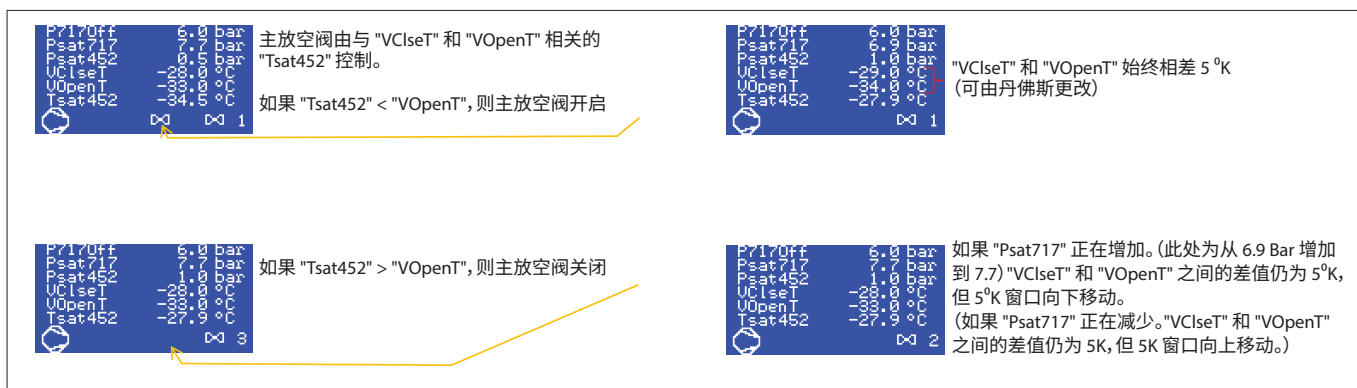 P717Off 6.0 bar
Psat717 7.7 bar
Psat452 0.5 bar
VClseT -28.0 °C
VOpenT -33.0 °C
Tsat452 -34.5 °C
1
主放空阀由与 "VClseT" 和 "VOpenT" 相关的
"Tsat452" 控制。
如果 "Tsat452" < "VOpenT"，则主放空阀开启
P717Off 6.0 bar
Psat717 6.9 bar
Psat452 1.0 bar
VClseT -29.0 °C
VOpenT -34.0 °C
Tsat452 -27.9 °C
1
"VClseT" 和 "VOpenT" 始终相差 5 ⁰K
（可由丹佛斯更改）
P717Off 6.0 bar
Psat717 7.7 bar
Psat452 1.0 bar
VClseT -28.0 °C
VOpenT -33.0 °C
Tsat452 -27.9 °C
3
如果 "Tsat452" > "VOpenT"，则主放空阀关闭
P717Off 6.0 bar
Psat717 7.7 bar
Psat452 1.0 bar
VClseT -28.0 °C
VOpenT -33.0 °C
Tsat452 -27.9 °C
2
如果 "Psat717" 正在增加。（此处为从 6.9 Bar 增加
到 7.7）"VClseT" 和 "VOpenT" 之间的差值仍为 5⁰K，
但 5⁰K 窗口向下移动。
（如果 "Psat717" 正在减少。"VClseT" 和 "VOpenT"
之间的差值仍为 5K，但 5K 窗口向上移动。）